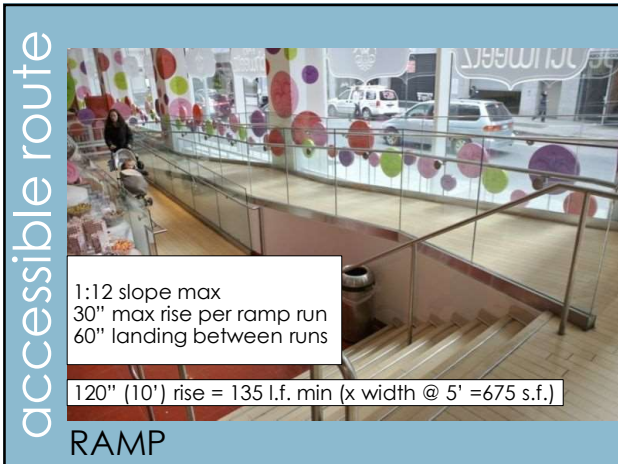 accessible route
1:12 slope max
30” max rise per ramp run
60” landing between runs
120” (10’) rise = 135 l.f. min (x width @ 5’ =675 s.f.)
RAMP